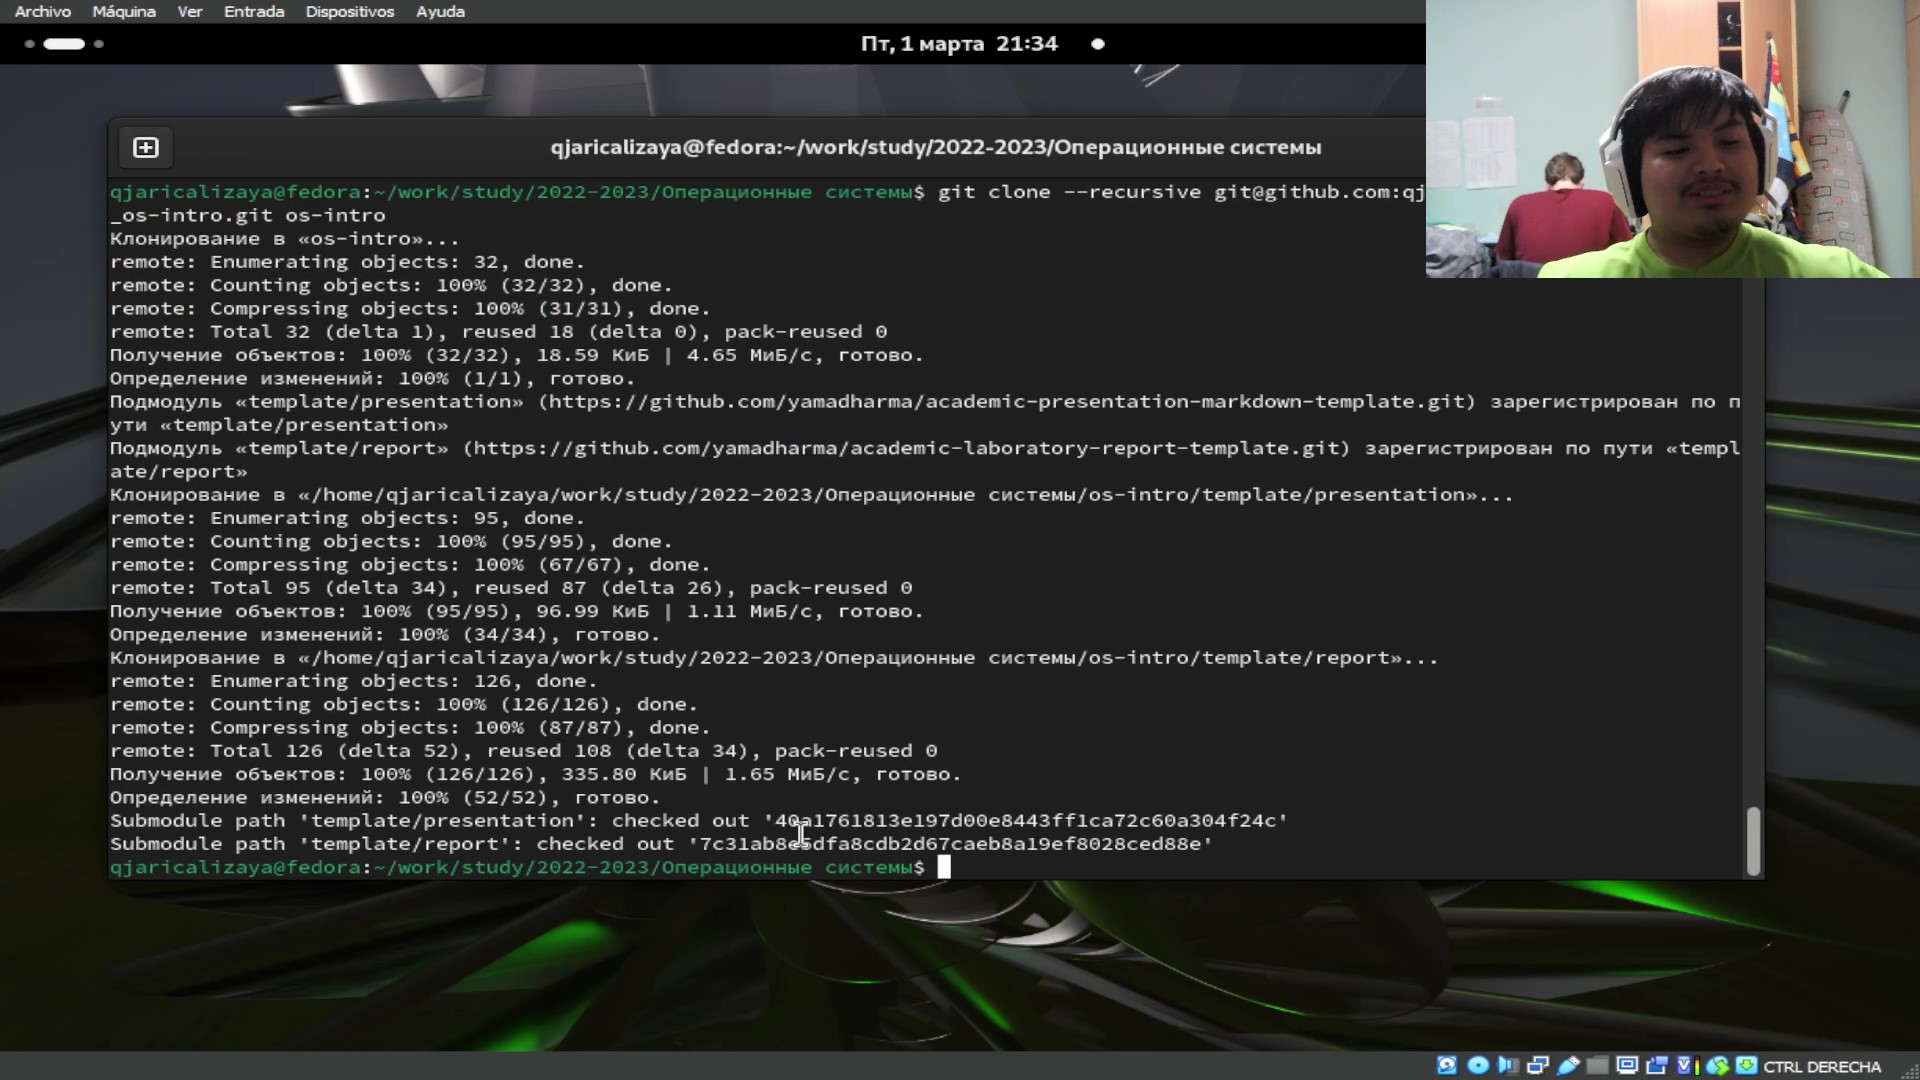 Archivo Máquina Ver Entrada Dispositivos Ayuda
Пт, 1 марта 21:34
qjaricalizaya@fedora:~/work/study/2022-2023/Операционные системы
qjaricalizaya@fedora:~/work/study/2022-2023/Операционные системы$ git clone --recursive git@github.com:qj
_os-intro.git os-intro
Клонирование в «os-intro»...
remote: Enumerating objects: 32, done.
remote: Counting objects: 100% (32/32), done.
remote: Compressing objects: 100% (31/31), done.
remote: Total 32 (delta 1), reused 18 (delta 0), pack-reused 0
Получение объектов: 100% (32/32), 18.59 КиБ | 4.65 МиБ/с, готово.
Определение изменений: 100% (1/1), готово.
Подмодуль «template/presentation» (https://github.com/yamadharma/academic-presentation-markdown-template.git) зарегистрирован по п
ути «template/presentation»
Подмодуль «template/report» (https://github.com/yamadharma/academic-laboratory-report-template.git) зарегистрирован по пути «templ
ate/report»
Клонирование в «/home/qjaricalizaya/work/study/2022-2023/Операционные системы/os-intro/template/presentation»...
remote: Enumerating objects: 95, done.
remote: Counting objects: 100% (95/95), done.
remote: Compressing objects: 100% (67/67), done.
remote: Total 95 (delta 34), reused 87 (delta 26), pack-reused 0
Получение объектов: 100% (95/95), 96.99 КиБ | 1.11 МиБ/с, готово.
Определение изменений: 100% (34/34), готово.
Клонирование в «/home/qjaricalizaya/work/study/2022-2023/Операционные системы/os-intro/template/report»...
remote: Enumerating objects: 126, done.
remote: Counting objects: 100% (126/126), done.
remote: Compressing objects: 100% (87/87), done.
remote: Total 126 (delta 52), reused 108 (delta 34), pack-reused 0
Получение объектов: 100% (126/126), 335.80 КиБ | 1.65 МиБ/с, готово.
Определение изменений: 100% (52/52), готово.
Submodule path 'template/presentation': checked out '40a1761813e197d00e8443ff1ca72c60a304f24c'
Submodule path 'template/report': checked out '7c31ab8e5dfa8cdb2d67caeb8a19ef8028ced88e'
qjaricalizaya@fedora:~/work/study/2022-2023/Операционные системы$
CTRL DERECHA